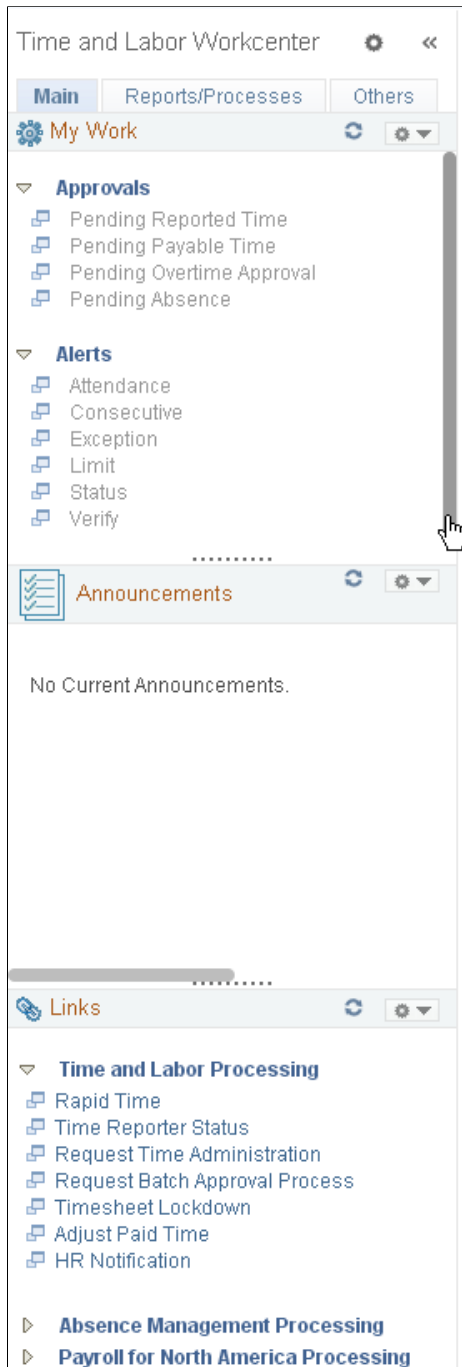 Time and Labor Workcenter
Main
Reports/Processes
Others
My Work
Approvals
Pending Reported Time
Pending Payable Time
Pending Overtime Approval
Pending Absence
Alerts
Attendance
Consecutive
Exception
Limit
Status
Verify
Announcements
No Current Announcements.
Links
Time and Labor Processing
Rapid Time
Time Reporter Status
Request Time Administration
Request Batch Approval Process
Timesheet Lockdown
Adjust Paid Time
HR Notification
Absence Management Processing
Payroll for North America Processing